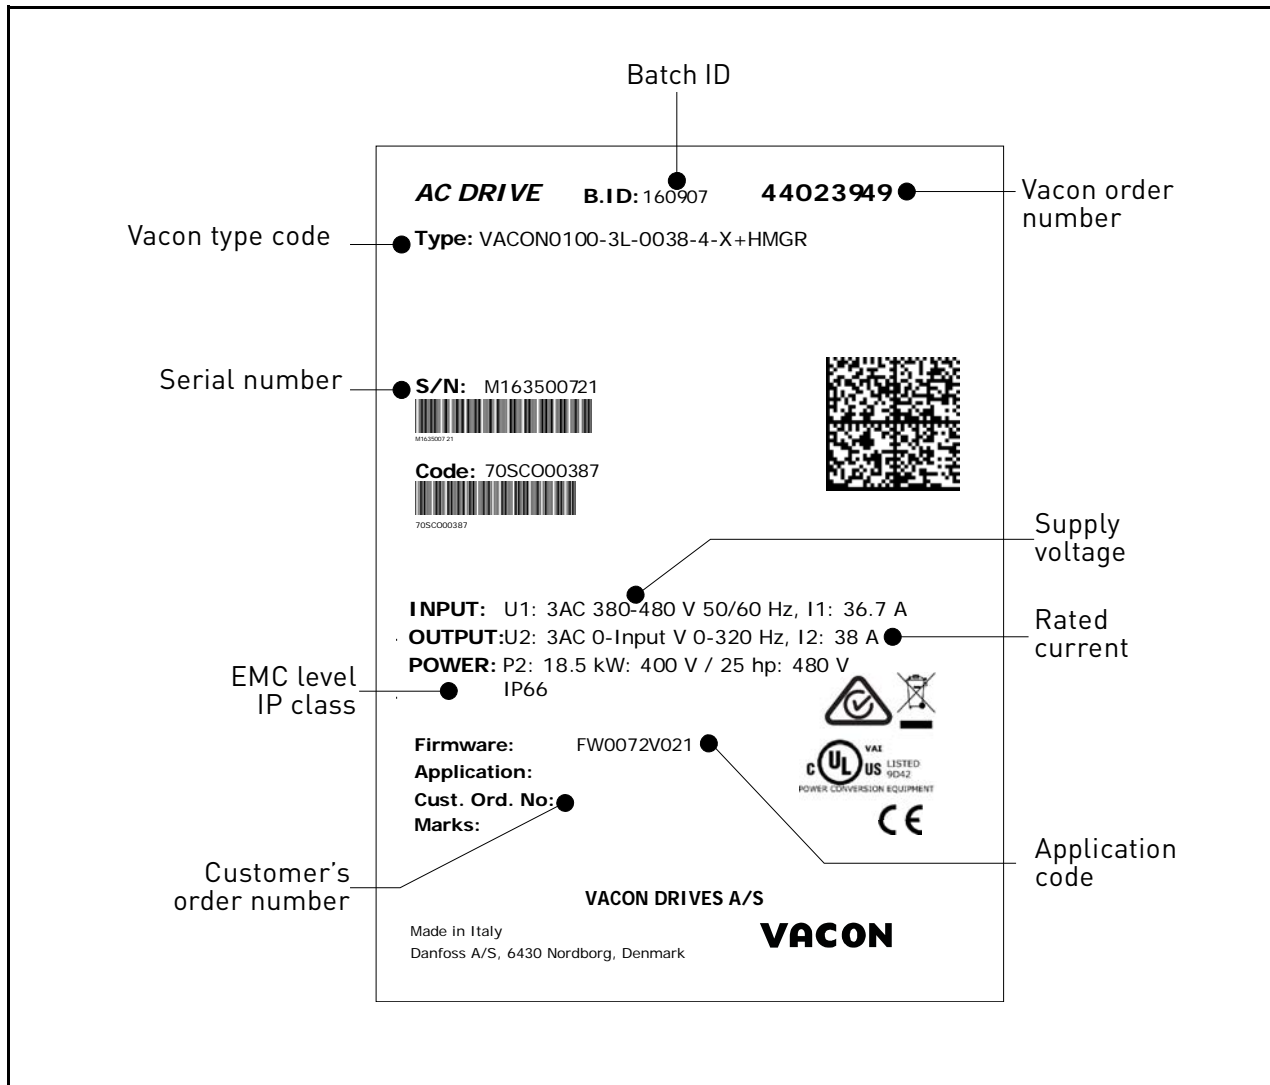 Batch ID
AC DRIVE B.ID: 160907 44023949
Vacon order
number
Vacon type code
Type: VACON0100-3L-0038-4-X+HMGR
Serial number
S/N: M163500721
M163500721
Code: 70SCO00387
70SCO00387
Supply
voltage
INPUT: U1: 3AC 380-480 V 50/60 Hz, I1: 36.7 A
OUTPUT:U2: 3AC 0-Input V 0-320 Hz, I2: 38 A
POWER: P2: 18.5 kW: 400 V / 25 hp: 480 V
IP66
Rated
current
EMC level
IP class
Firmware: FW0072V021
Application:
Cust. Ord. No:
Marks:
C UL US VAI LISTED
9D42
POWER CONVERSION EQUIPMENT
CE
Application
code
Customer's
order number
VACON DRIVES A/S
Made in Italy
Danfoss A/S, 6430 Nordborg, Denmark
VACON